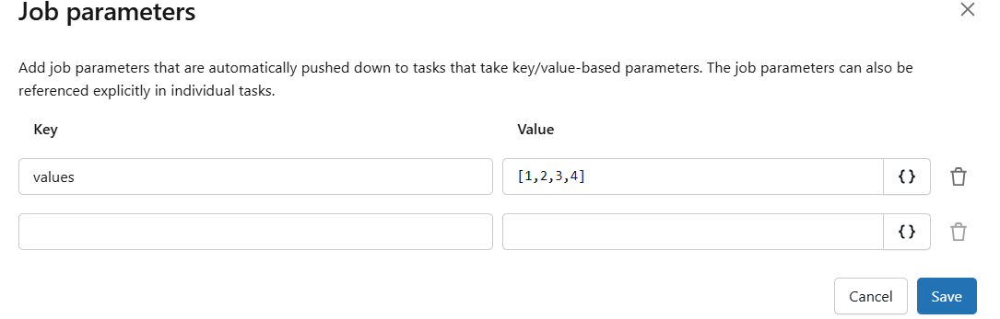 Job parameters
Add job parameters that are automatically pushed down to tasks that take key/value-based parameters. The job parameters can also be
referenced explicitly in individual tasks.
Key Value
values [1,2,3,4] {}
{}
Cancel Save